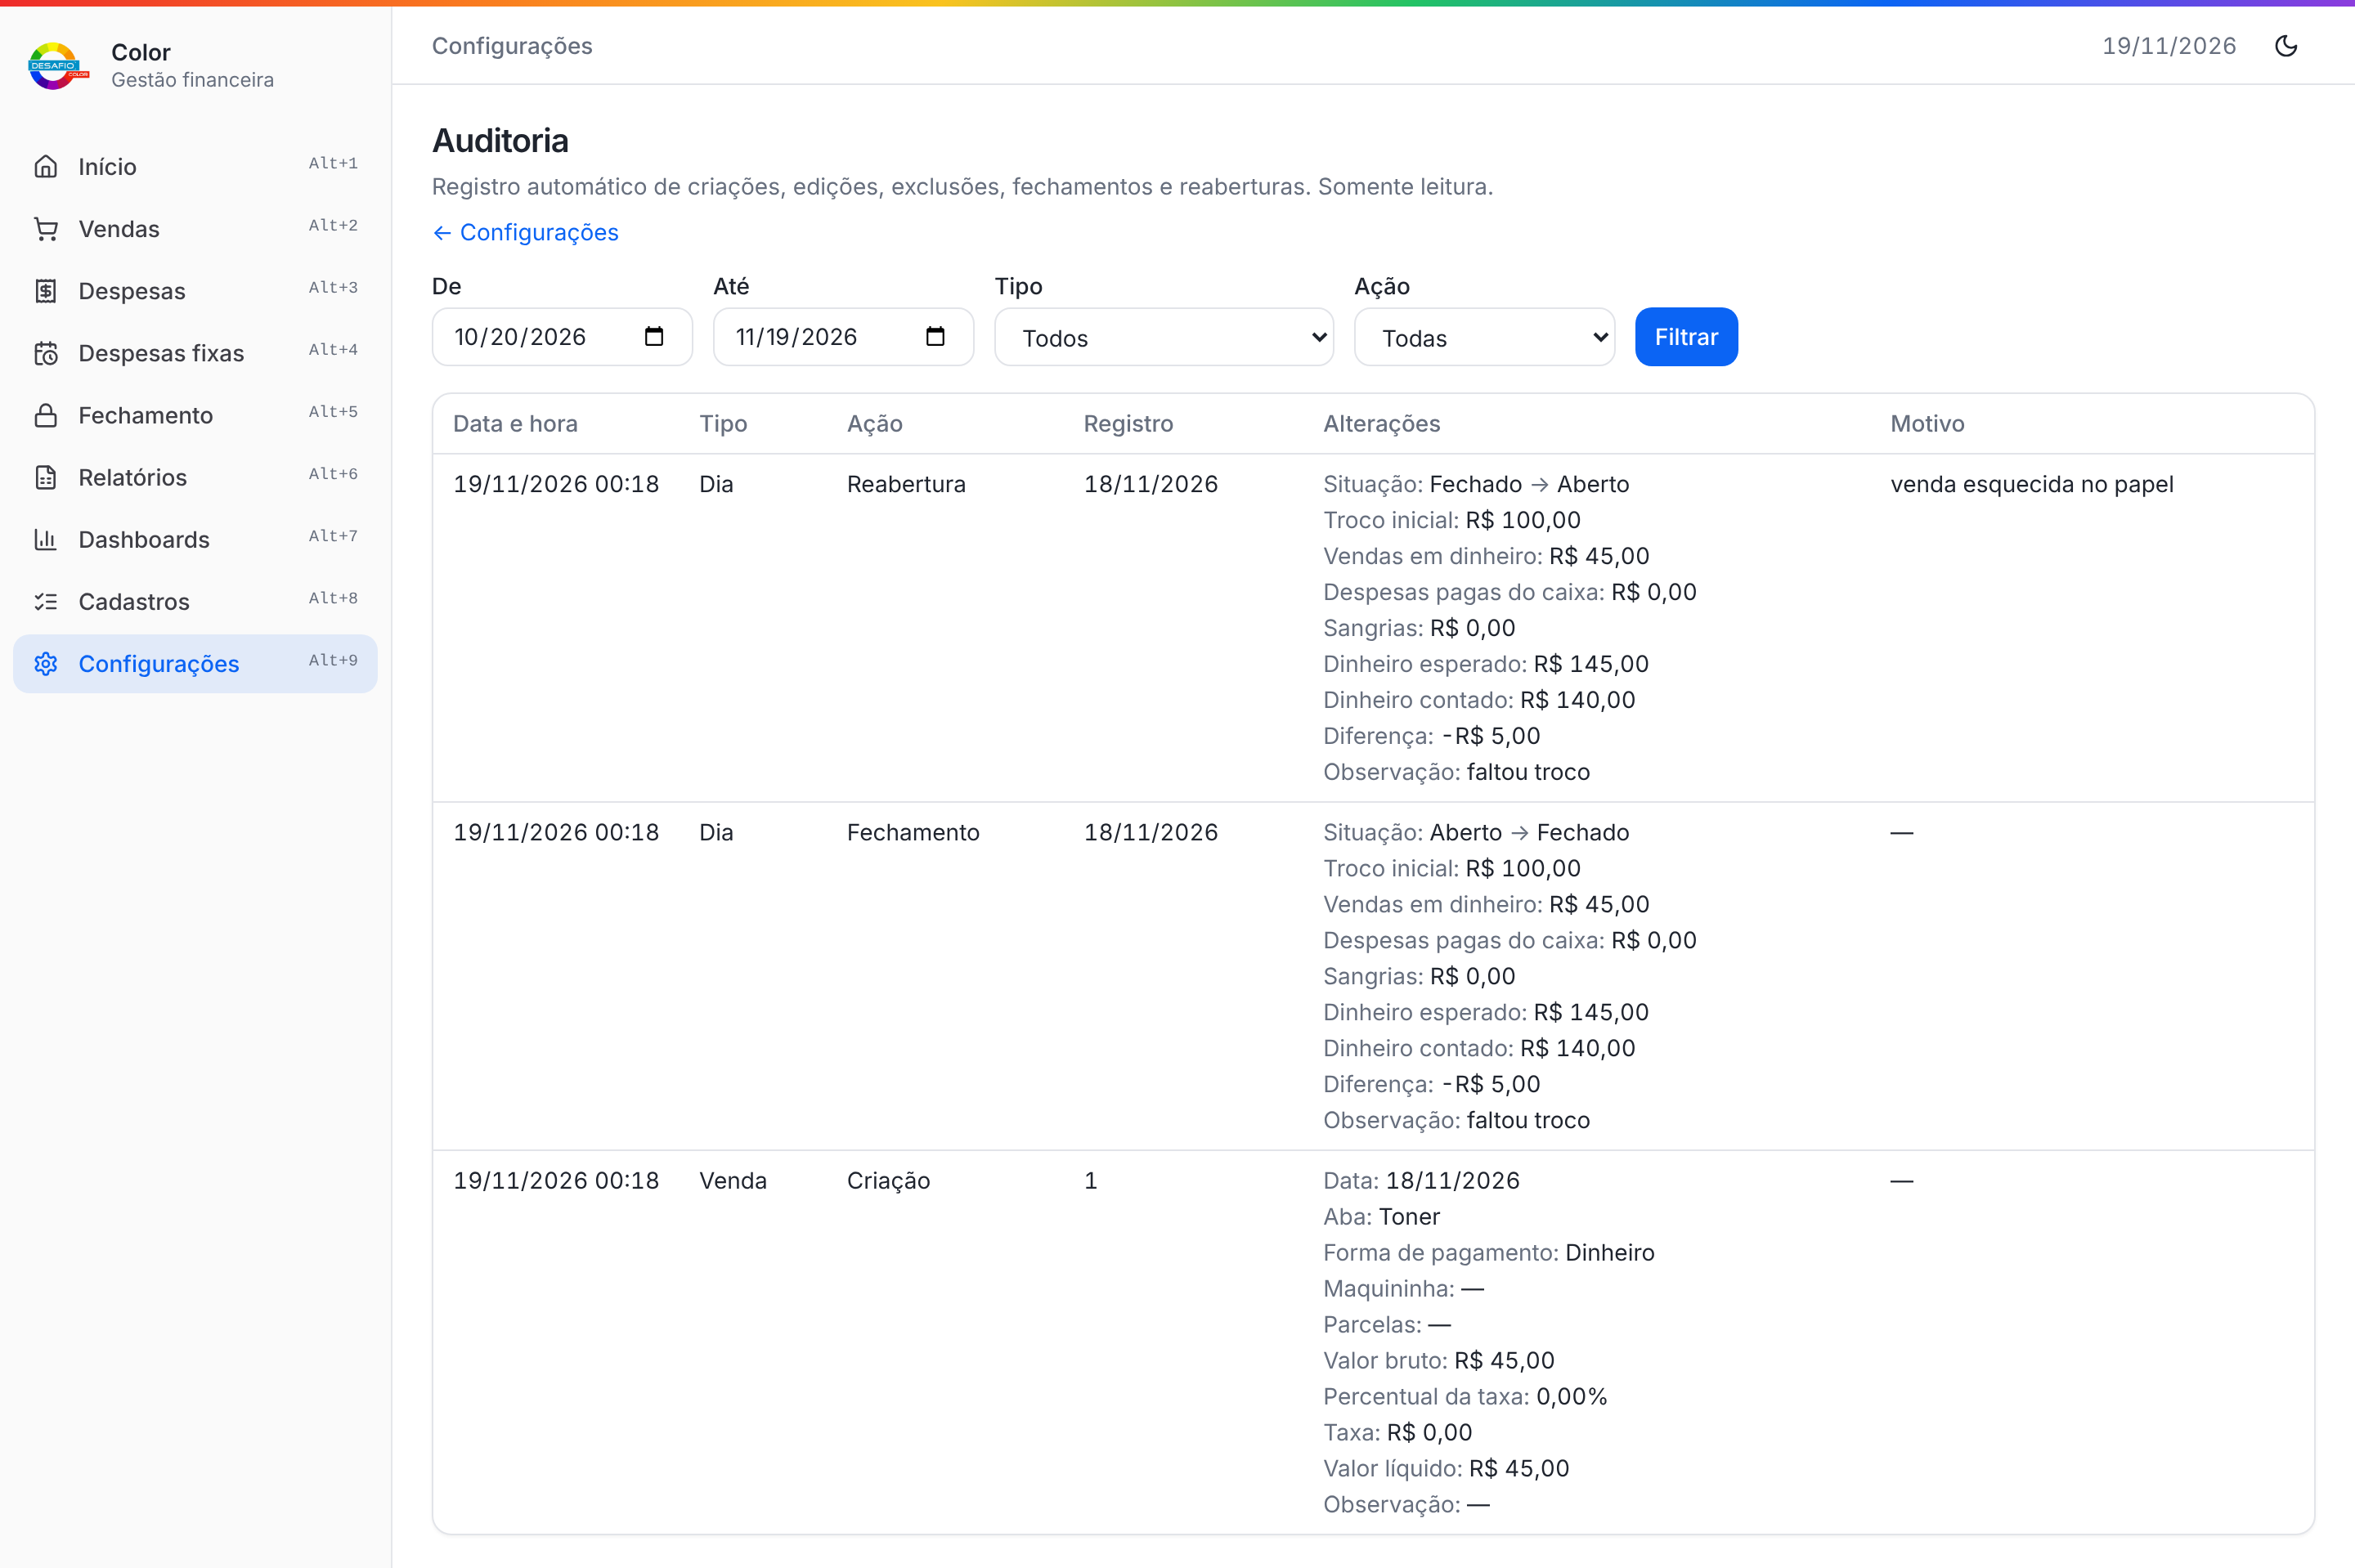 Color
Gestão financeira
DESAFIO
COLOR
Configurações
19/11/2026
Início Alt+1
Vendas Alt+2
Despesas Alt+3
Despesas fixas Alt+4
Fechamento Alt+5
Relatórios Alt+6
Dashboards Alt+7
Cadastros Alt+8
Configurações Alt+9
Auditoria
Registro automático de criações, edições, exclusões, fechamentos e reaberturas. Somente leitura.
← Configurações
De Até Tipo Ação
10/20/2026 11/19/2026 Todos Todas Filtrar
Data e hora Tipo Ação Registro Alterações Motivo
19/11/2026 00:18 Dia Reabertura 18/11/2026 Situação: Fechado → Aberto venda esquecida no papel
Troco inicial: R$ 100,00
Vendas em dinheiro: R$ 45,00
Despesas pagas do caixa: R$ 0,00
Sangrias: R$ 0,00
Dinheiro esperado: R$ 145,00
Dinheiro contado: R$ 140,00
Diferença: -R$ 5,00
Observação: faltou troco
19/11/2026 00:18 Dia Fechamento 18/11/2026 Situação: Aberto → Fechado —
Troco inicial: R$ 100,00
Vendas em dinheiro: R$ 45,00
Despesas pagas do caixa: R$ 0,00
Sangrias: R$ 0,00
Dinheiro esperado: R$ 145,00
Dinheiro contado: R$ 140,00
Diferença: -R$ 5,00
Observação: faltou troco
19/11/2026 00:18 Venda Criação 1 Data: 18/11/2026 —
Aba: Toner
Forma de pagamento: Dinheiro
Maquininha: —
Parcelas: —
Valor bruto: R$ 45,00
Percentual da taxa: 0,00%
Taxa: R$ 0,00
Valor líquido: R$ 45,00
Observação: —